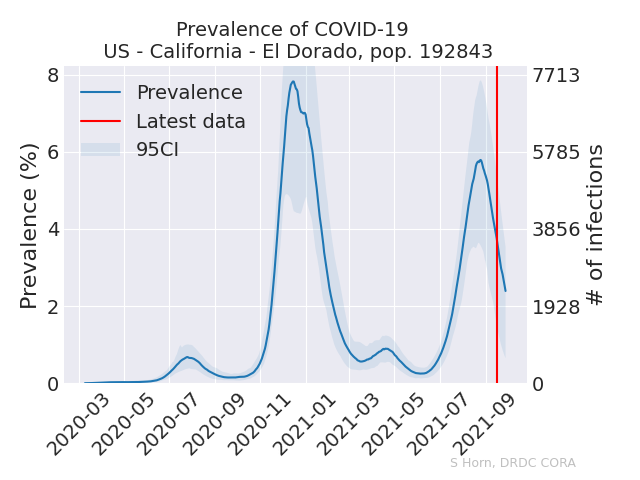 Prevalence of COVID-19
US - California - El Dorado, pop. 192843
Prevalence
Latest data
95CI
Prevalence (%)
8
6
4
2
0
7713
5785
3856
1928
0
# of infections
2020-03
2020-05
2020-07
2020-09
2020-11
2021-01
2021-03
2021-05
2021-07
2021-09
S Horn, DRDC CORA